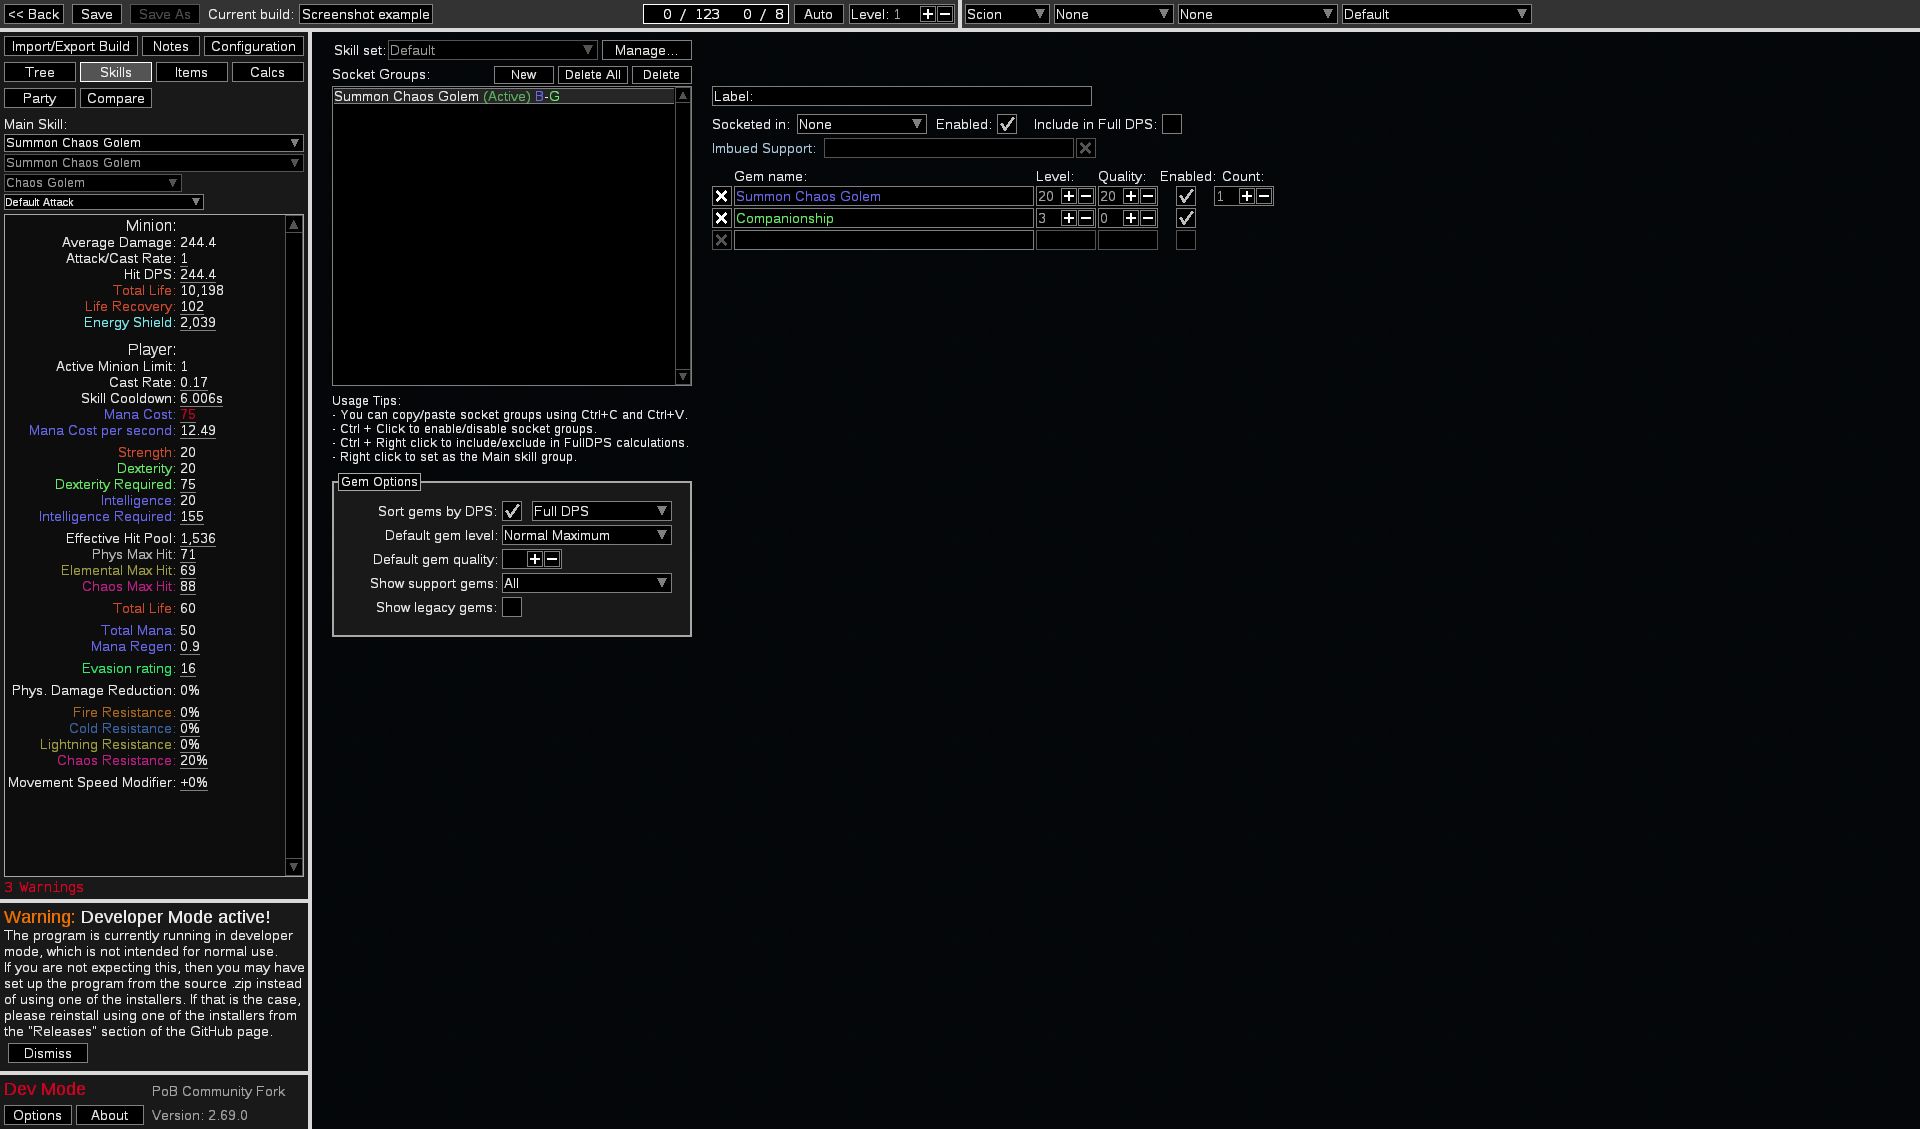 << Back Save Save As Current build: Screenshot example 0 / 123 0 / 8 Auto Level: 1 Scion None None Default
Import/Export Build Notes Configuration
Tree Skills Items Calcs
Party Compare
Main Skill:
Summon Chaos Golem
Summon Chaos Golem
Chaos Golem
Default Attack
Minion:
Average Damage: 244.4
Attack/Cast Rate: 1
Hit DPS: 244.4
Total Life: 10,198
Life Recovery: 102
Energy Shield: 2,039
Player:
Active Minion Limit: 1
Cast Rate: 0.17
Skill Cooldown: 6.006s
Mana Cost: 75
Mana Cost per second: 12.49
Strength: 20
Dexterity: 20
Dexterity Required: 75
Intelligence: 20
Intelligence Required: 155
Effective Hit Pool: 1,536
Phys Max Hit: 71
Elemental Max Hit: 69
Chaos Max Hit: 88
Total Life: 60
Total Mana: 50
Mana Regen: 0.9
Evasion rating: 16
Phys. Damage Reduction: 0%
Fire Resistance: 0%
Cold Resistance: 0%
Lightning Resistance: 0%
Chaos Resistance: 20%
Movement Speed Modifier: +0%
3 Warnings
Warning: Developer Mode active!
The program is currently running in developer
mode, which is not intended for normal use.
If you are not expecting this, then you may have
set up the program from the source .zip instead
of using one of the installers. If that is the case,
please reinstall using one of the installers from
the "Releases" section of the GitHub page.
Dismiss
Dev Mode PoB Community Fork
Options About Version: 2.69.0
Skill set: Default Manage...
Socket Groups: New Delete All Delete
Summon Chaos Golem (Active) B-G
Usage Tips:
- You can copy/paste socket groups using Ctrl+C and Ctrl+V.
- Ctrl + Click to enable/disable socket groups.
- Ctrl + Right click to include/exclude in FullDPS calculations.
- Right click to set as the Main skill group.
Gem Options
Sort gems by DPS: Full DPS
Default gem level: Normal Maximum
Default gem quality:
Show support gems: All
Show legacy gems:
Label:
Socketed in: None Enabled: Include in Full DPS:
Imbued Support:
Gem name: Level: Quality: Enabled: Count:
Summon Chaos Golem 20 20 1
Companionship 3 0